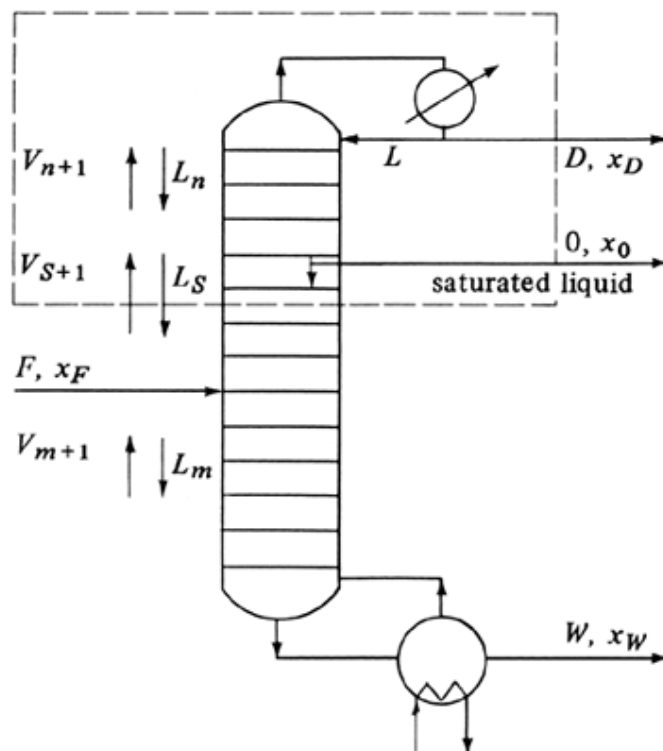 V_{n+1} L_n L D, x_D
V_{S+1} L_S 0, x_0
saturated liquid
F, x_F
V_{m+1} L_m
W, x_W